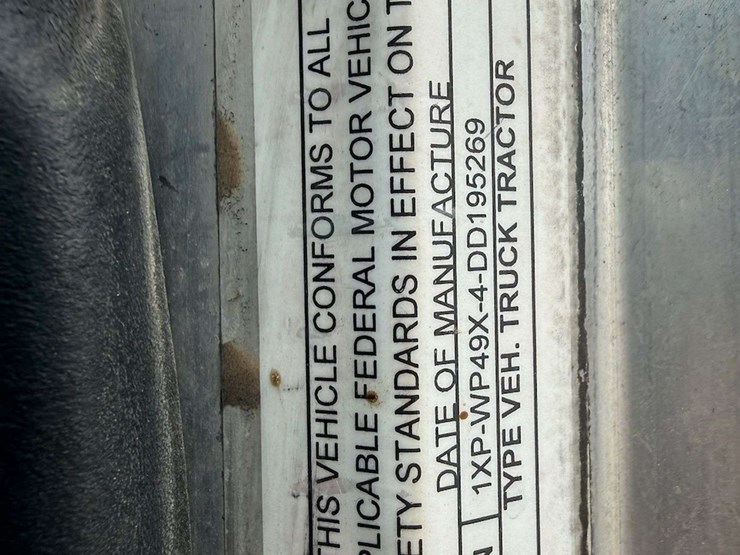 THIS VEHICLE CONFORMS TO ALL
PLICABLE FEDERAL MOTOR VEHIC
ETY STANDARDS IN EFFECT ON T
DATE OF MANUFACTURE
1XP-WP49X-4-DD195269
TYPE VEH. TRUCK TRACTOR